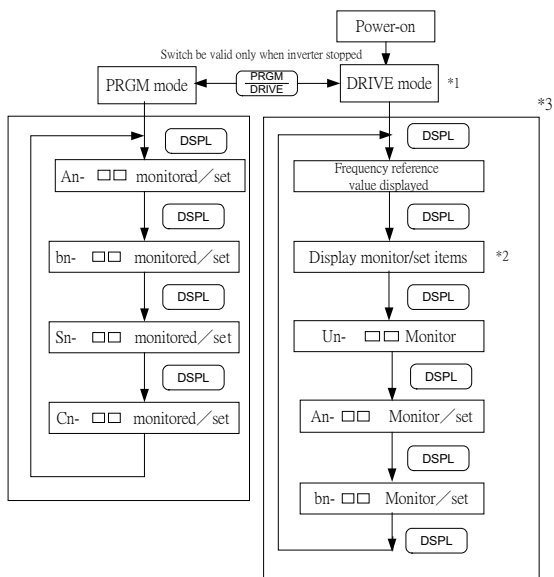 Power-on
Switch be valid only when inverter stopped
PRGM mode
PRGM
DRIVE
DRIVE mode
*1
*3
DSPL
An- □□ monitored／set
DSPL
bn- □□ monitored／set
DSPL
Sn- □□ monitored／set
DSPL
Cn- □□ monitored／set
DSPL
Frequency reference
value displayed
DSPL
Display monitor/set items
*2
DSPL
Un- □□ Monitor
DSPL
An- □□ Monitor／set
DSPL
bn- □□ Monitor／set
DSPL